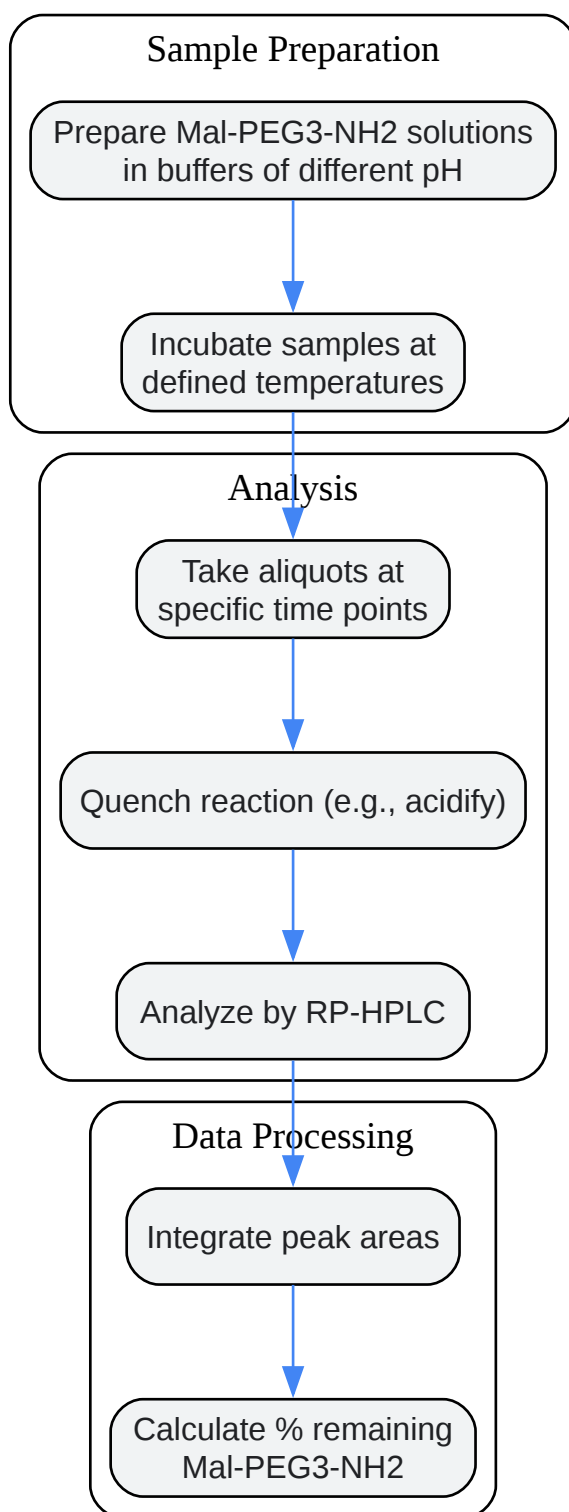 Sample Preparation
Prepare Mal-PEG3-NH2 solutions
in buffers of different pH
Incubate samples at
defined temperatures
Analysis
Take aliquots at
specific time points
Quench reaction (e.g., acidify)
Analyze by RP-HPLC
Data Processing
Integrate peak areas
Calculate % remaining
Mal-PEG3-NH2